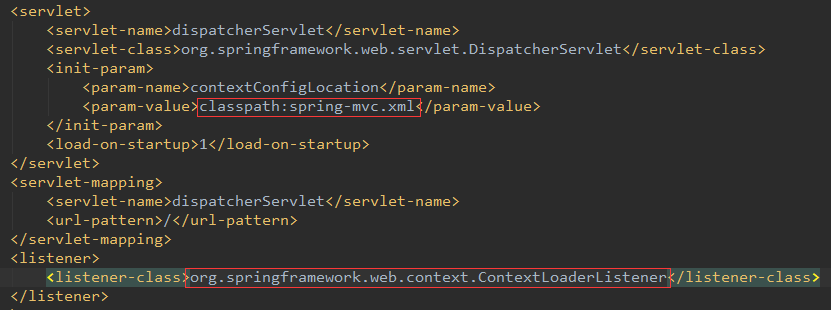 <servlet>
    <servlet-name>dispatcherServlet</servlet-name>
    <servlet-class>org.springframework.web.servlet.DispatcherServlet</servlet-class>
    <init-param>
        <param-name>contextConfigLocation</param-name>
        <param-value>classpath:spring-mvc.xml</param-value>
    </init-param>
    <load-on-startup>1</load-on-startup>
</servlet>
<servlet-mapping>
    <servlet-name>dispatcherServlet</servlet-name>
    <url-pattern>/</url-pattern>
</servlet-mapping>
<listener>
    <listener-class>org.springframework.web.context.ContextLoaderListener</listener-class>
</listener>